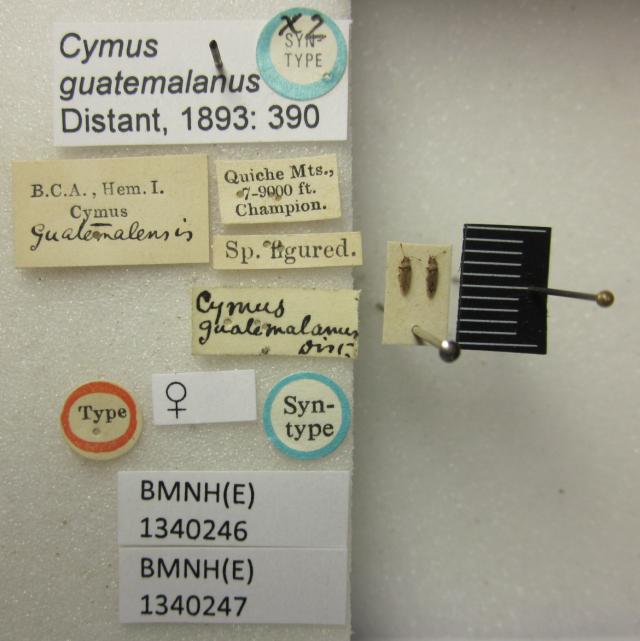 Cymus
guatemalanus
Distant, 1893: 390
x2
SYN-
TYPE
B.C.A., Hem. I.
Cymus
guatemalensis
Quiche Mts.,
7-9000 ft.
Champion.
Sp. figured.
Cymus
guatemalanus
Dist.
Type
♀
Syn-
type
BMNH(E)
1340246
BMNH(E)
1340247